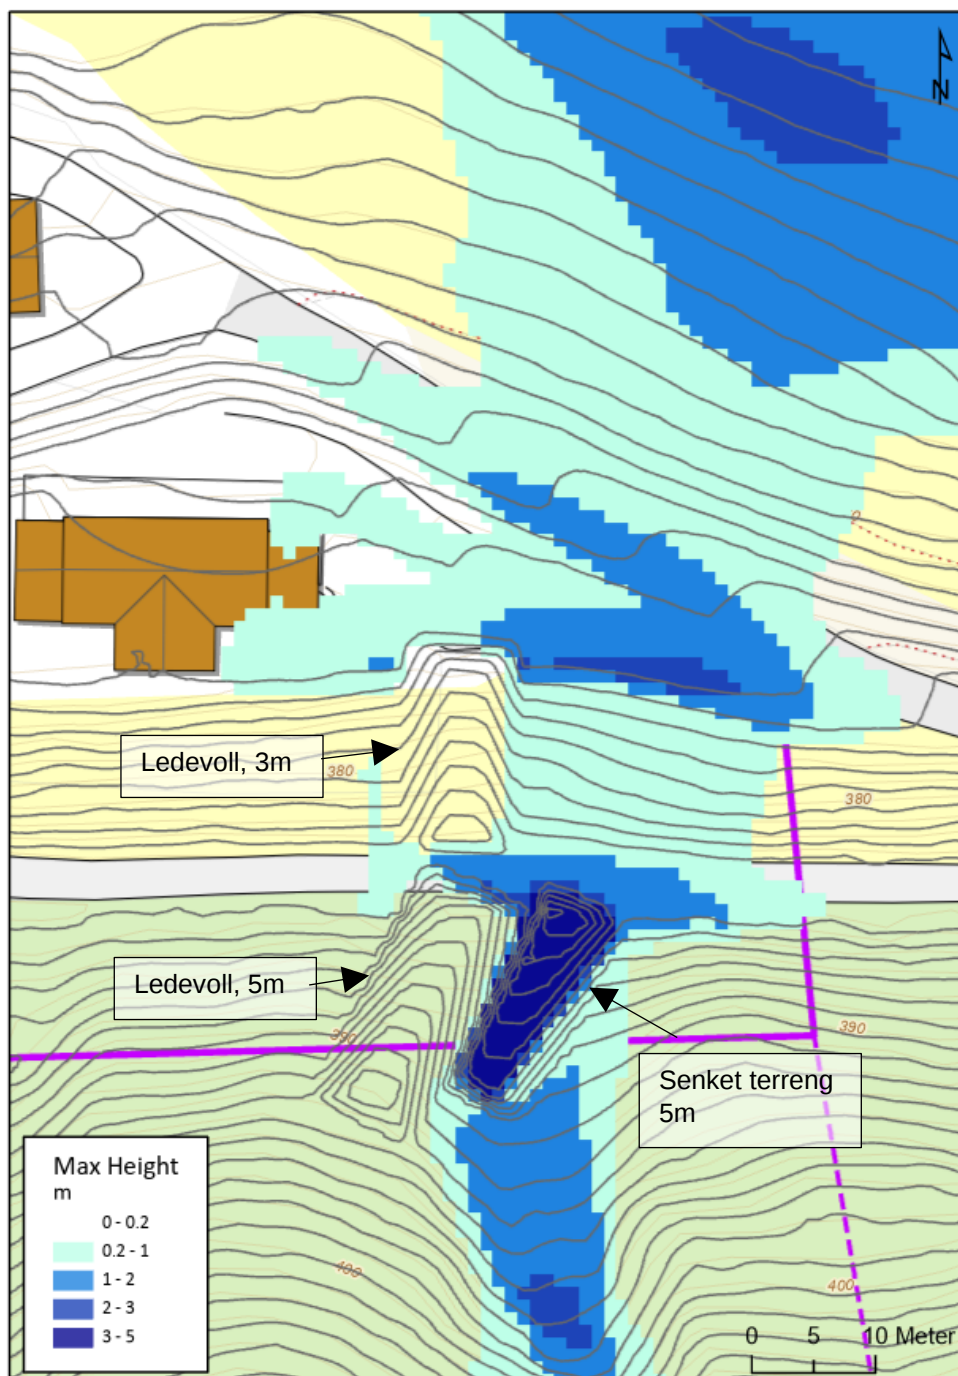 N
Ledevoll, 3m
380
380
Ledevoll, 5m
390
390
Senket terreng
5m
Max Height
m
0 - 0.2
0.2 - 1
1 - 2
2 - 3
3 - 5
400
400
0 5 10 Meter